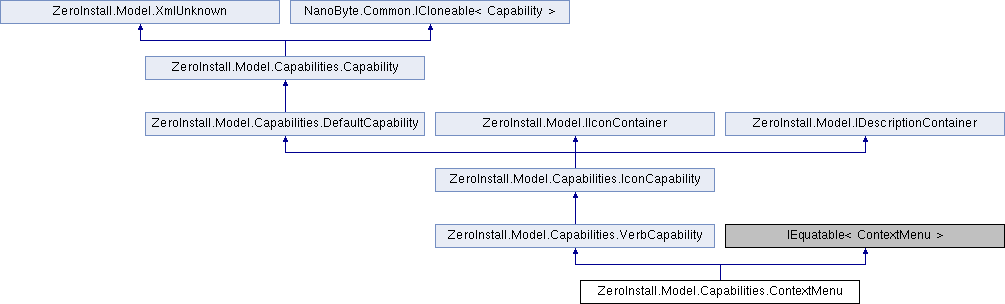 ZeroInstall.Model.XmlUnknown
NanoByte.Common.ICloneable< Capability >
ZeroInstall.Model.Capabilities.Capability
ZeroInstall.Model.Capabilities.DefaultCapability
ZeroInstall.Model.IIconContainer
ZeroInstall.Model.IDescriptionContainer
ZeroInstall.Model.Capabilities.IconCapability
ZeroInstall.Model.Capabilities.VerbCapability
IEquatable< ContextMenu >
ZeroInstall.Model.Capabilities.ContextMenu